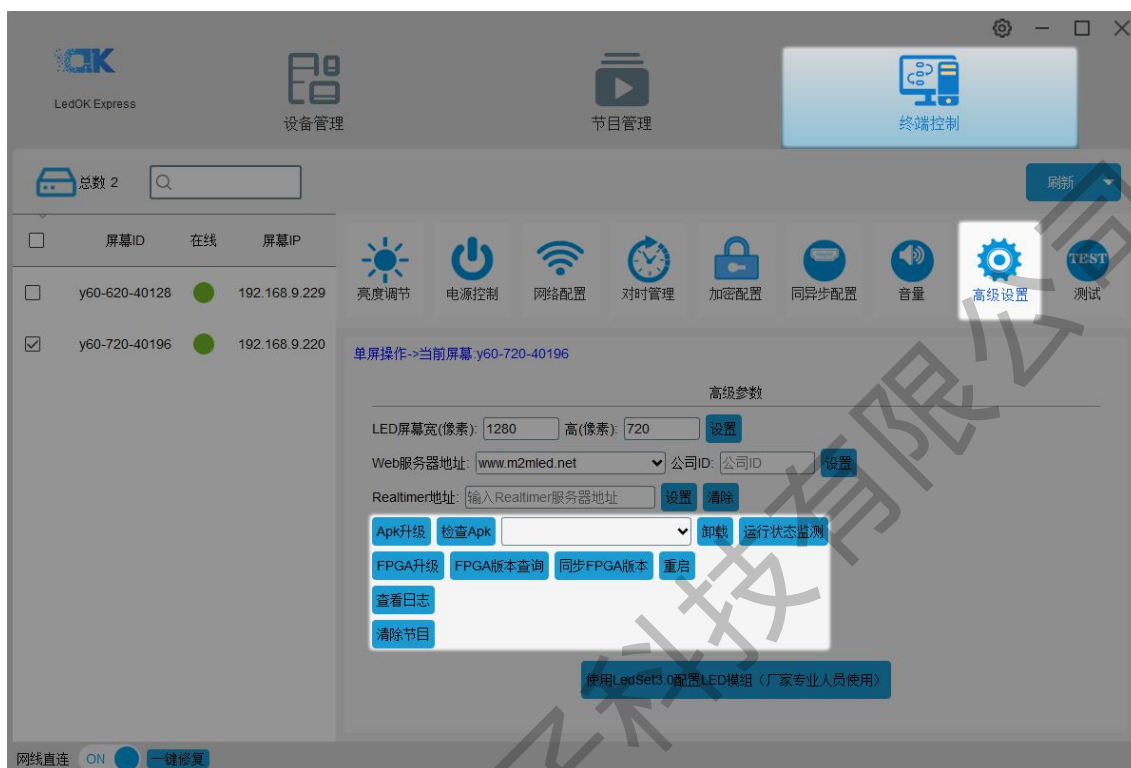 OK
LedOK Express
设备管理
节目管理
终端控制
总数 2
刷新
屏幕ID 在线 屏幕IP
y60-620-40128 192.168.9.229
y60-720-40196 192.168.9.220
亮度调节 电源控制 网络配置 对时管理 加密配置 同异步配置 音量 高级设置 测试
TEST
单屏操作->当前屏幕:y60-720-40196
高级参数
LED屏幕宽(像素): 1280 高(像素): 720 设置
Web服务器地址: www.m2mled.net 公司ID: 公司ID 设置
Realtimer地址: 输入Realtimer服务器地址 设置 清除
Apk升级 检查Apk 卸载 运行状态监测
FPGA升级 FPGA版本查询 同步FPGA版本 重启
查看日志
清除节目
使用LedSet3.0配置LED模组（厂家专业人员使用）
网线直连 ON 一键修复
子科技有限公司